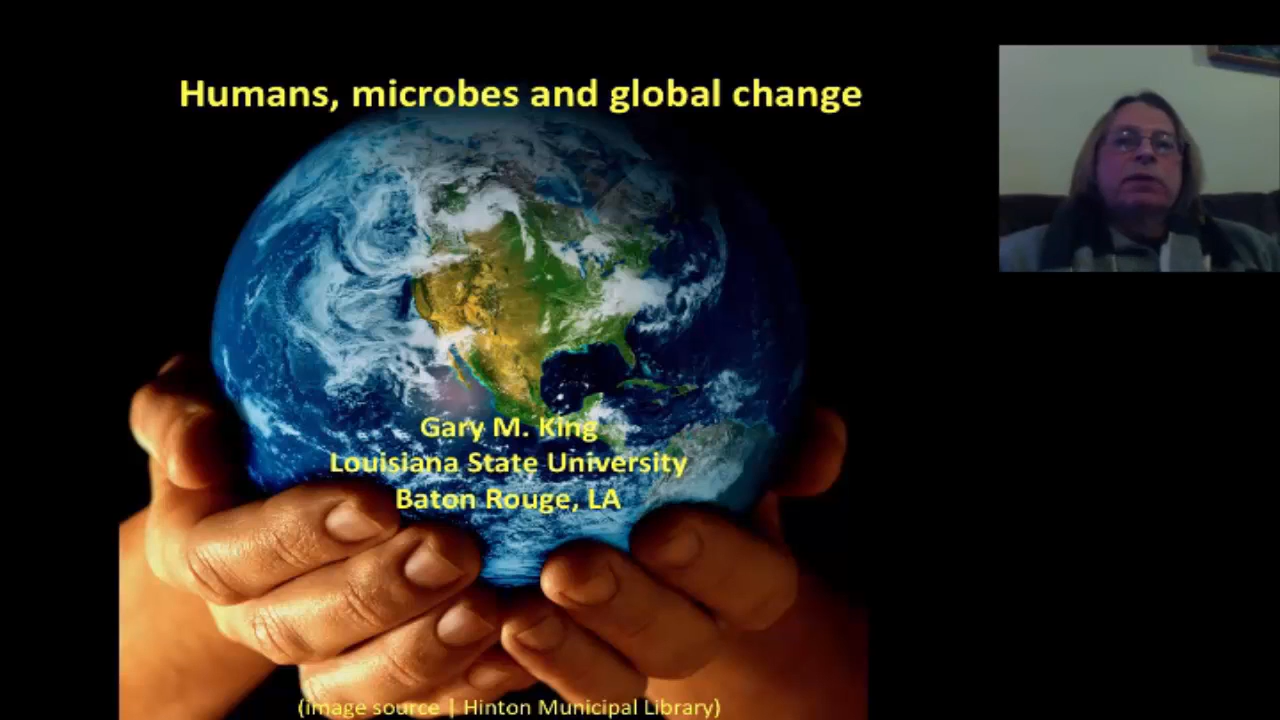 Humans, microbes and global change
Gary M. King
Louisiana State University
Baton Rouge, LA
(image source | Hinton Municipal Library)